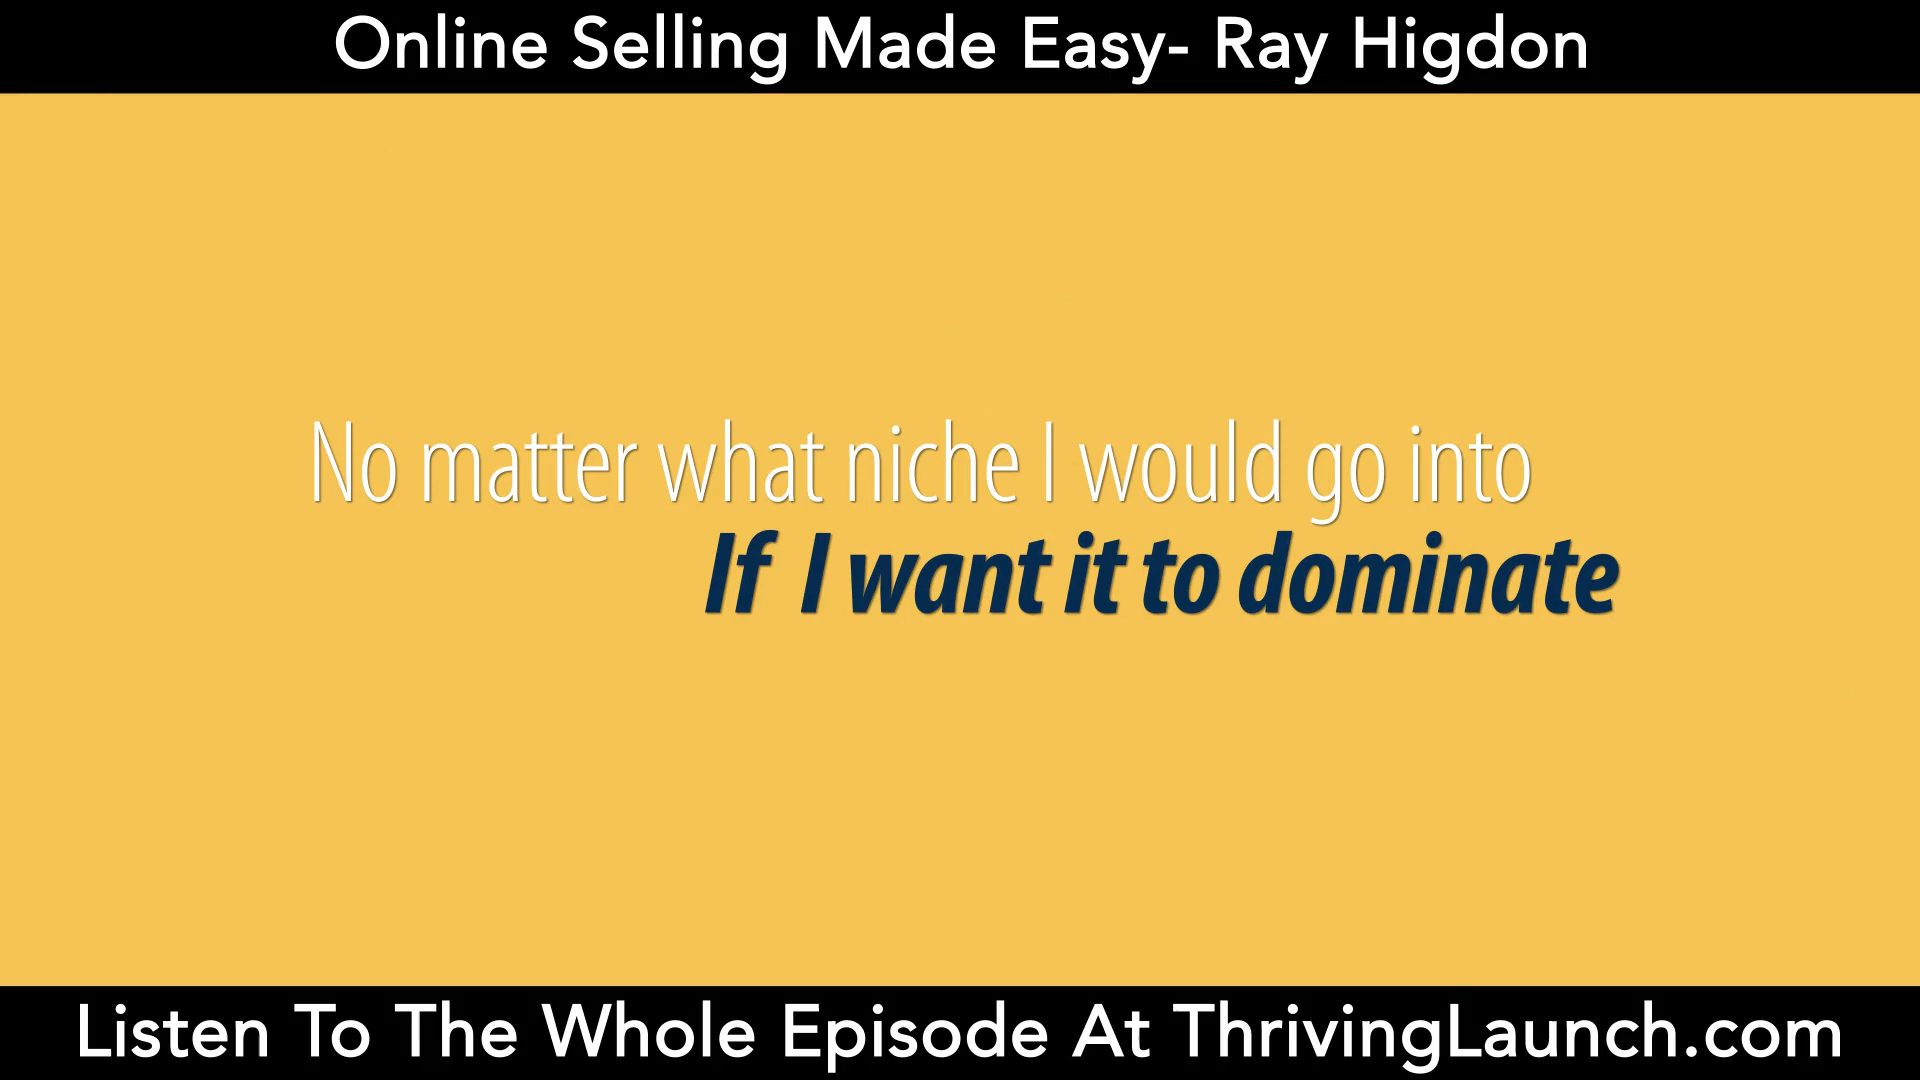 Online Selling Made Easy- Ray Higdon
No matter what niche I would go into
If I want it to dominate
Listen To The Whole Episode At ThrivingLaunch.com